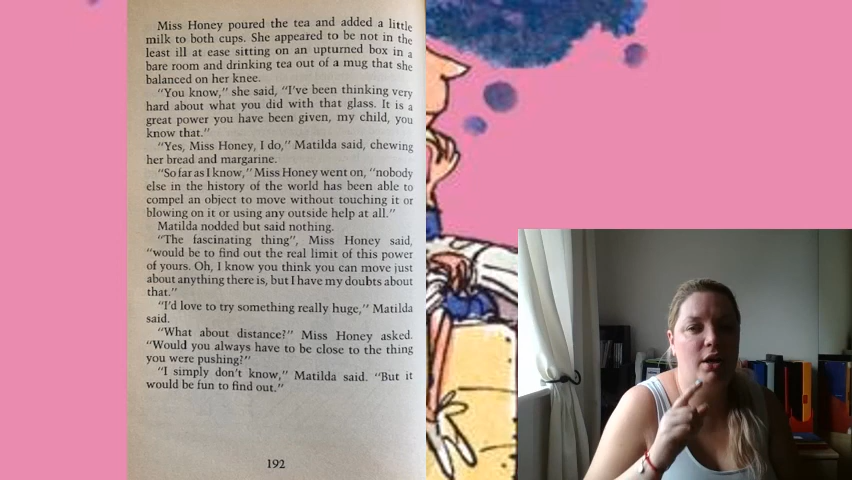 Miss Honey poured the tea and added a little
milk to both cups. She appeared to be not in the
least ill at ease sitting on an upturned box in a
bare room and drinking tea out of a mug that she
balanced on her knee.
“You know,” she said, “I’ve been thinking very
hard about what you did with that glass. It is a
great power you have been given, my child, you
know that.”
“Yes, Miss Honey, I do,” Matilda said, chewing
her bread and margarine.
“So far as I know,” Miss Honey went on, “nobody
else in the history of the world has been able to
compel an object to move without touching it or
blowing on it or using any outside help at all.”
Matilda nodded but said nothing.
“The fascinating thing”, Miss Honey said,
“would be to find out the real limit of this power
of yours. Oh, I know you think you can move just
about anything there is, but I have my doubts about
that.”
“I’d love to try something really huge,” Matilda
said.
“What about distance?” Miss Honey asked.
“Would you always have to be close to the thing
you were pushing?”
“I simply don’t know,” Matilda said. “But it
would be fun to find out.”
192